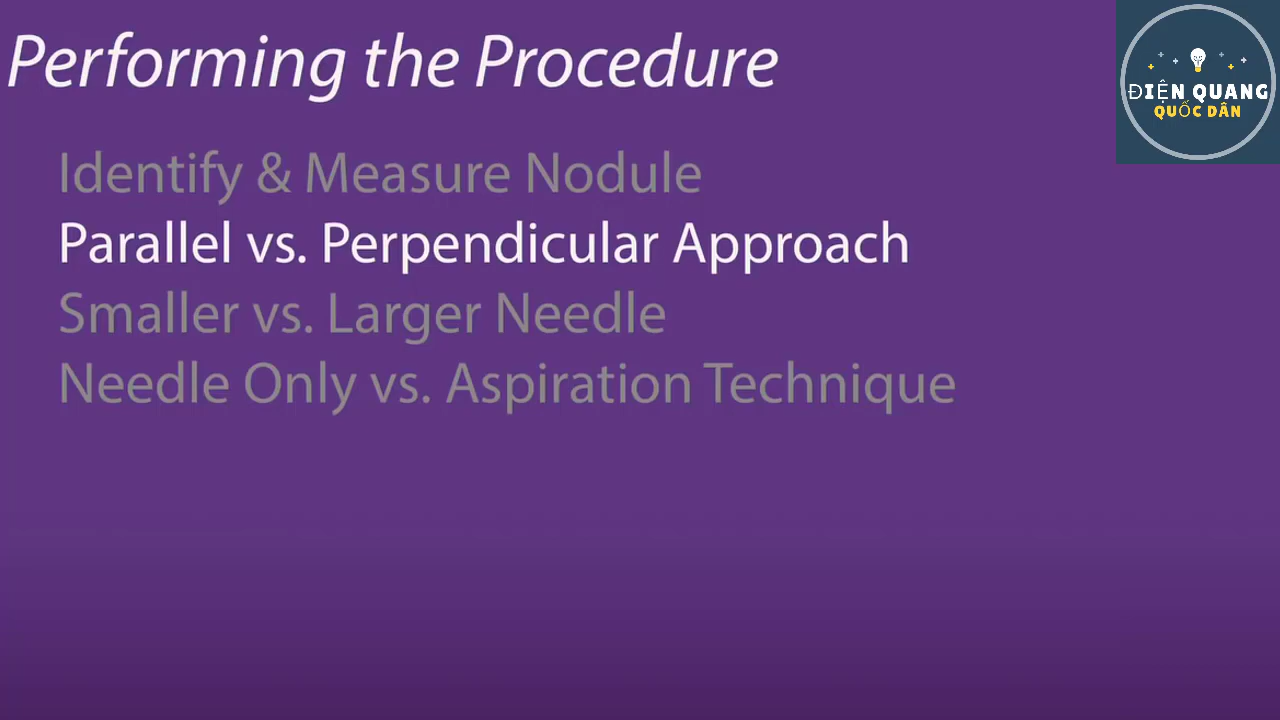 Performing the Procedure
Identify & Measure Nodule
Parallel vs. Perpendicular Approach
Smaller vs. Larger Needle
Needle Only vs. Aspiration Technique
ĐIỆN QUANG
QUỐC DÂN